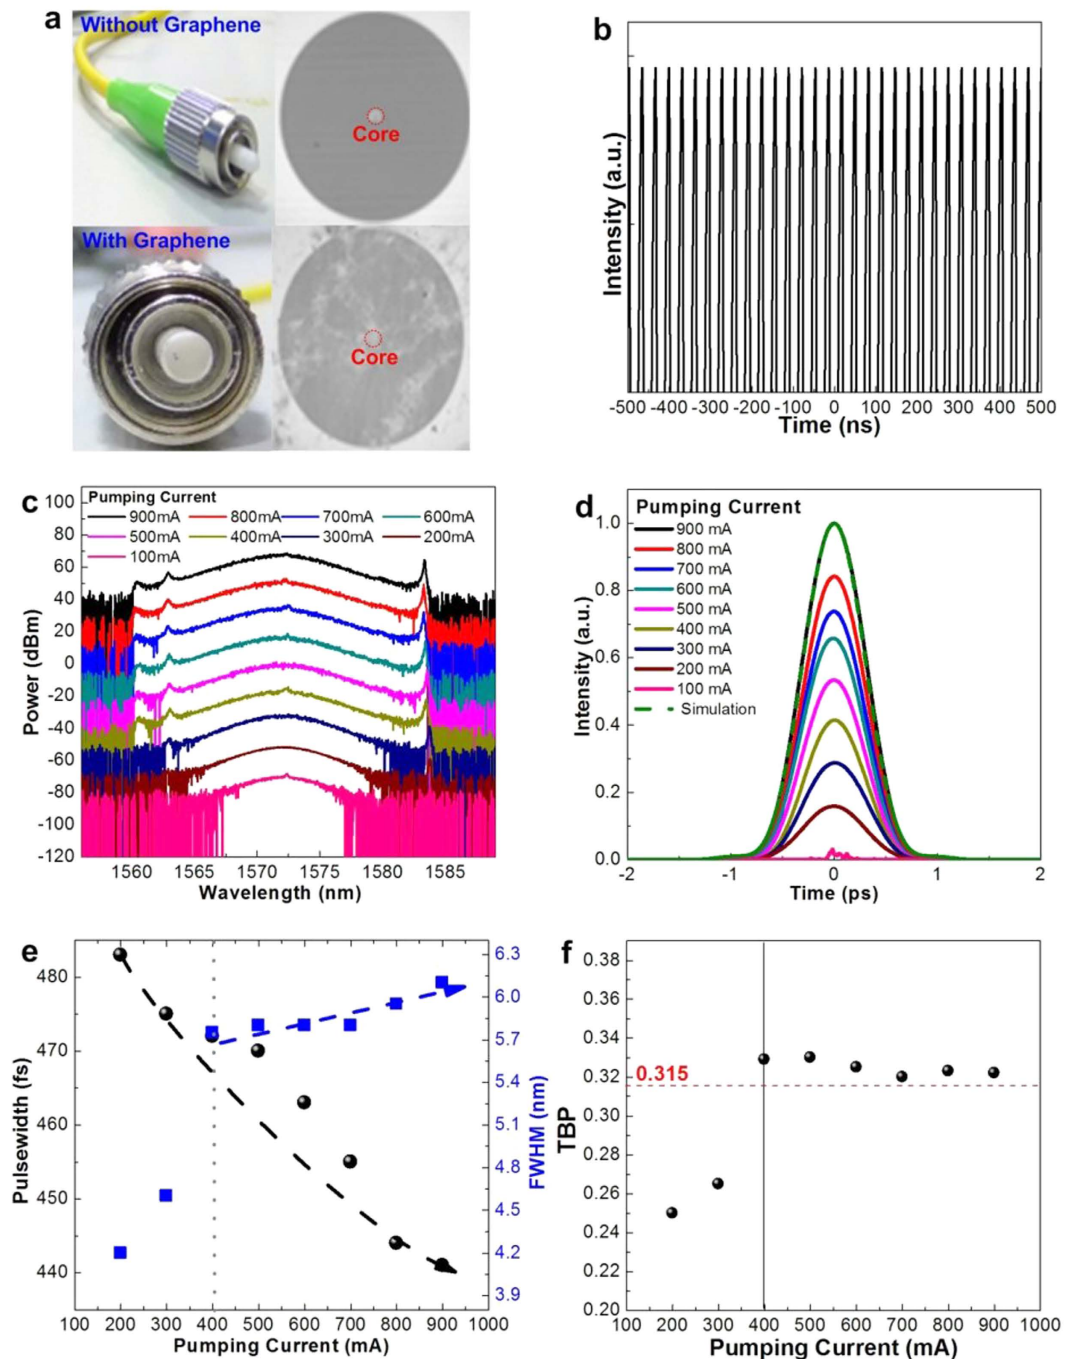 a
Without Graphene
Core
With Graphene
Core
b
Intensity (a.u.)
-500 -400 -300 -200 -100 0 100 200 300 400 500
Time (ns)
c
Pumping Current
900mA 800mA 700mA 600mA
500mA 400mA 300mA 200mA
100mA
100
80
60
40
20
0
-20
-40
-60
-80
-100
-120
Power (dBm)
1560 1565 1570 1575 1580 1585
Wavelength (nm)
d
Pumping Current
900 mA
800 mA
700 mA
600 mA
500 mA
400 mA
300 mA
200 mA
100 mA
Simulation
1.0
0.8
0.6
0.4
0.2
0.0
Intensity (a.u.)
-2 -1 0 1 2
Time (ps)
e
480
470
460
450
440
Pulsewidth (fs)
6.3
6.0
5.7
5.4
5.1
4.8
4.5
4.2
3.9
FWHM (nm)
100 200 300 400 500 600 700 800 900 1000
Pumping Current (mA)
f
0.38
0.36
0.34
0.32
0.30
0.28
0.26
0.24
0.22
0.20
0.315
TBP
100 200 300 400 500 600 700 800 900 1000
Pumping Current (mA)